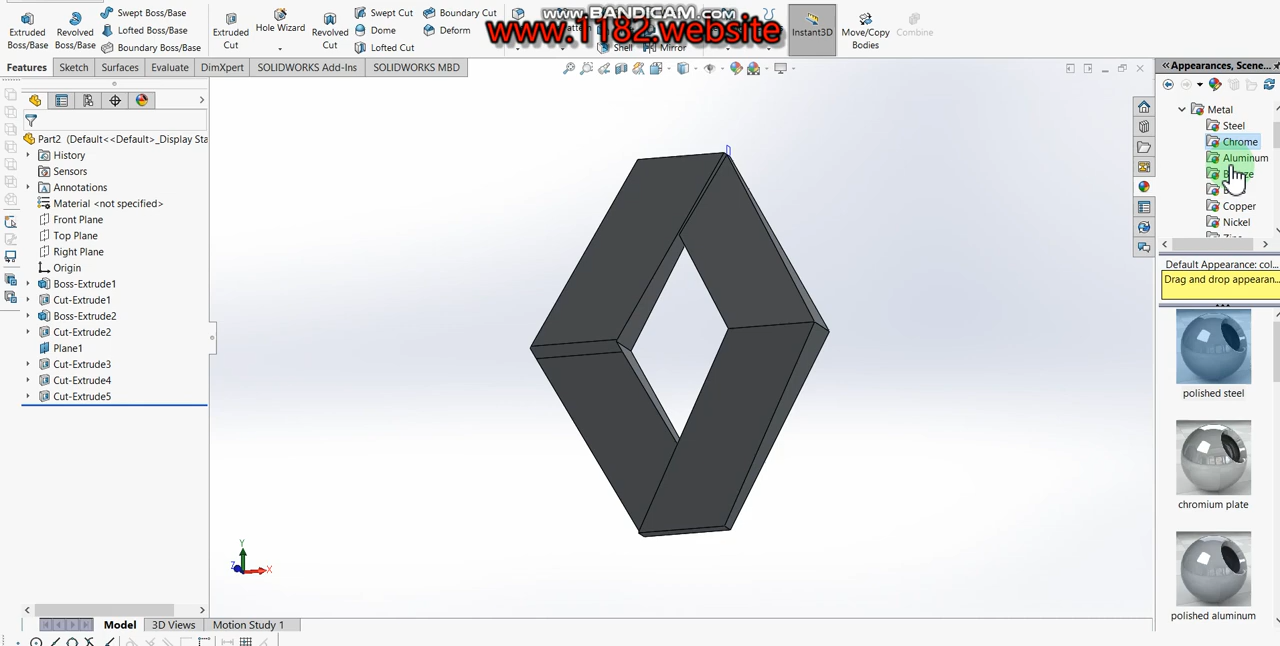 www.BANDICAM.com
www.1182.website
Extruded
Boss/Base
Revolved
Boss/Base
Swept Boss/Base
Lofted Boss/Base
Boundary Boss/Base
Extruded
Cut
Hole Wizard
Revolved
Cut
Swept Cut
Dome
Lofted Cut
Boundary Cut
Deform
Shell
Mirror
Instant3D
Move/Copy
Bodies
Combine
Features
Sketch
Surfaces
Evaluate
DimXpert
SOLIDWORKS Add-Ins
SOLIDWORKS MBD
Part2 (Default<<Default>_Display Sta
History
Sensors
Annotations
Material <not specified>
Front Plane
Top Plane
Right Plane
Origin
Boss-Extrude1
Cut-Extrude1
Boss-Extrude2
Cut-Extrude2
Plane1
Cut-Extrude3
Cut-Extrude4
Cut-Extrude5
Y
Z
X
Model
3D Views
Motion Study 1
Appearances, Scene...
Metal
Steel
Chrome
Aluminum
Copper
Nickel
Default Appearance: col...
Drag and drop appearan...
polished steel
chromium plate
polished aluminum